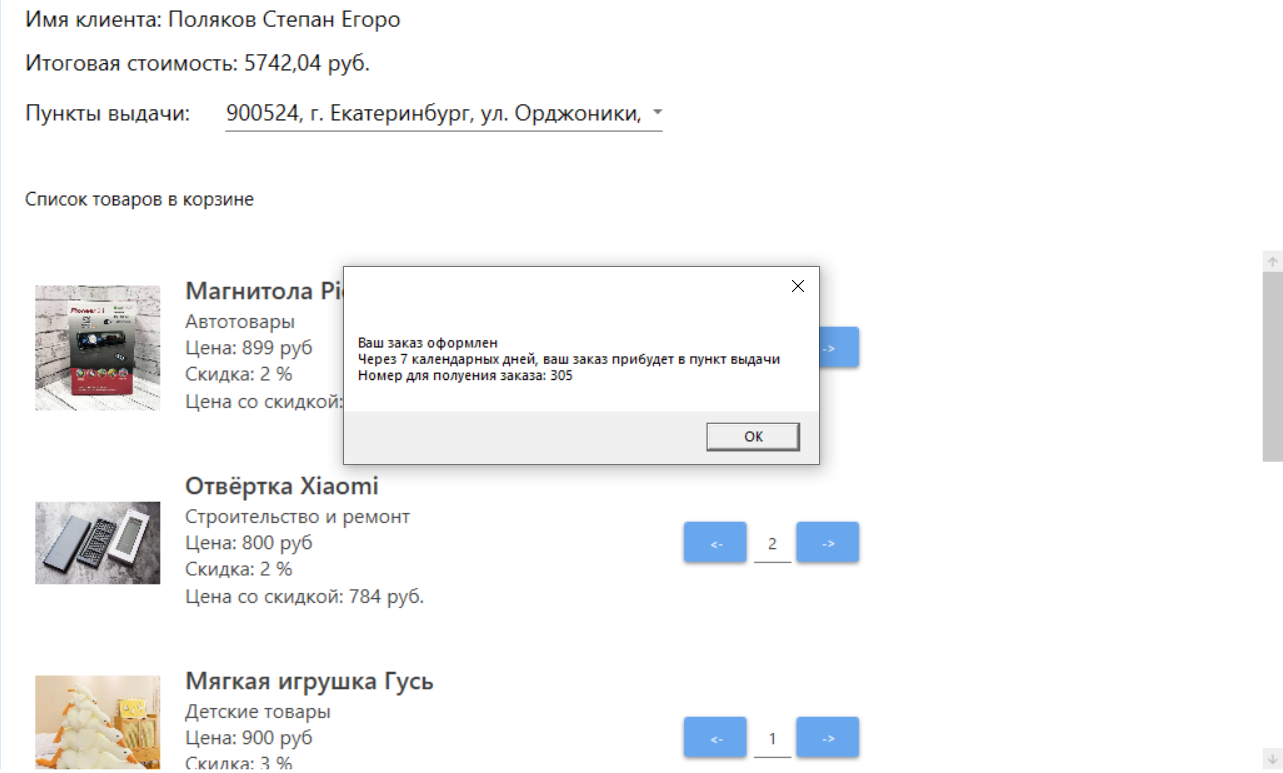 Имя клиента: Поляков Степан Егоро
Итоговая стоимость: 5742,04 руб.
Пункты выдачи: 900524, г. Екатеринбург, ул. Орджоники,
Список товаров в корзине
Магнитола Pi
Автотовары
Цена: 899 руб
Скидка: 2 %
Цена со скидкой:
->
Ваш заказ оформлен
Через 7 календарных дней, ваш заказ прибудет в пункт выдачи
Номер для полуения заказа: 305
OK
Отвёртка Xiaomi
Строительство и ремонт
Цена: 800 руб
Скидка: 2 %
Цена со скидкой: 784 руб.
<- 2 ->
Мягкая игрушка Гусь
Детские товары
Цена: 900 руб
Скидка: 3 %
<- 1 ->
Pioneer